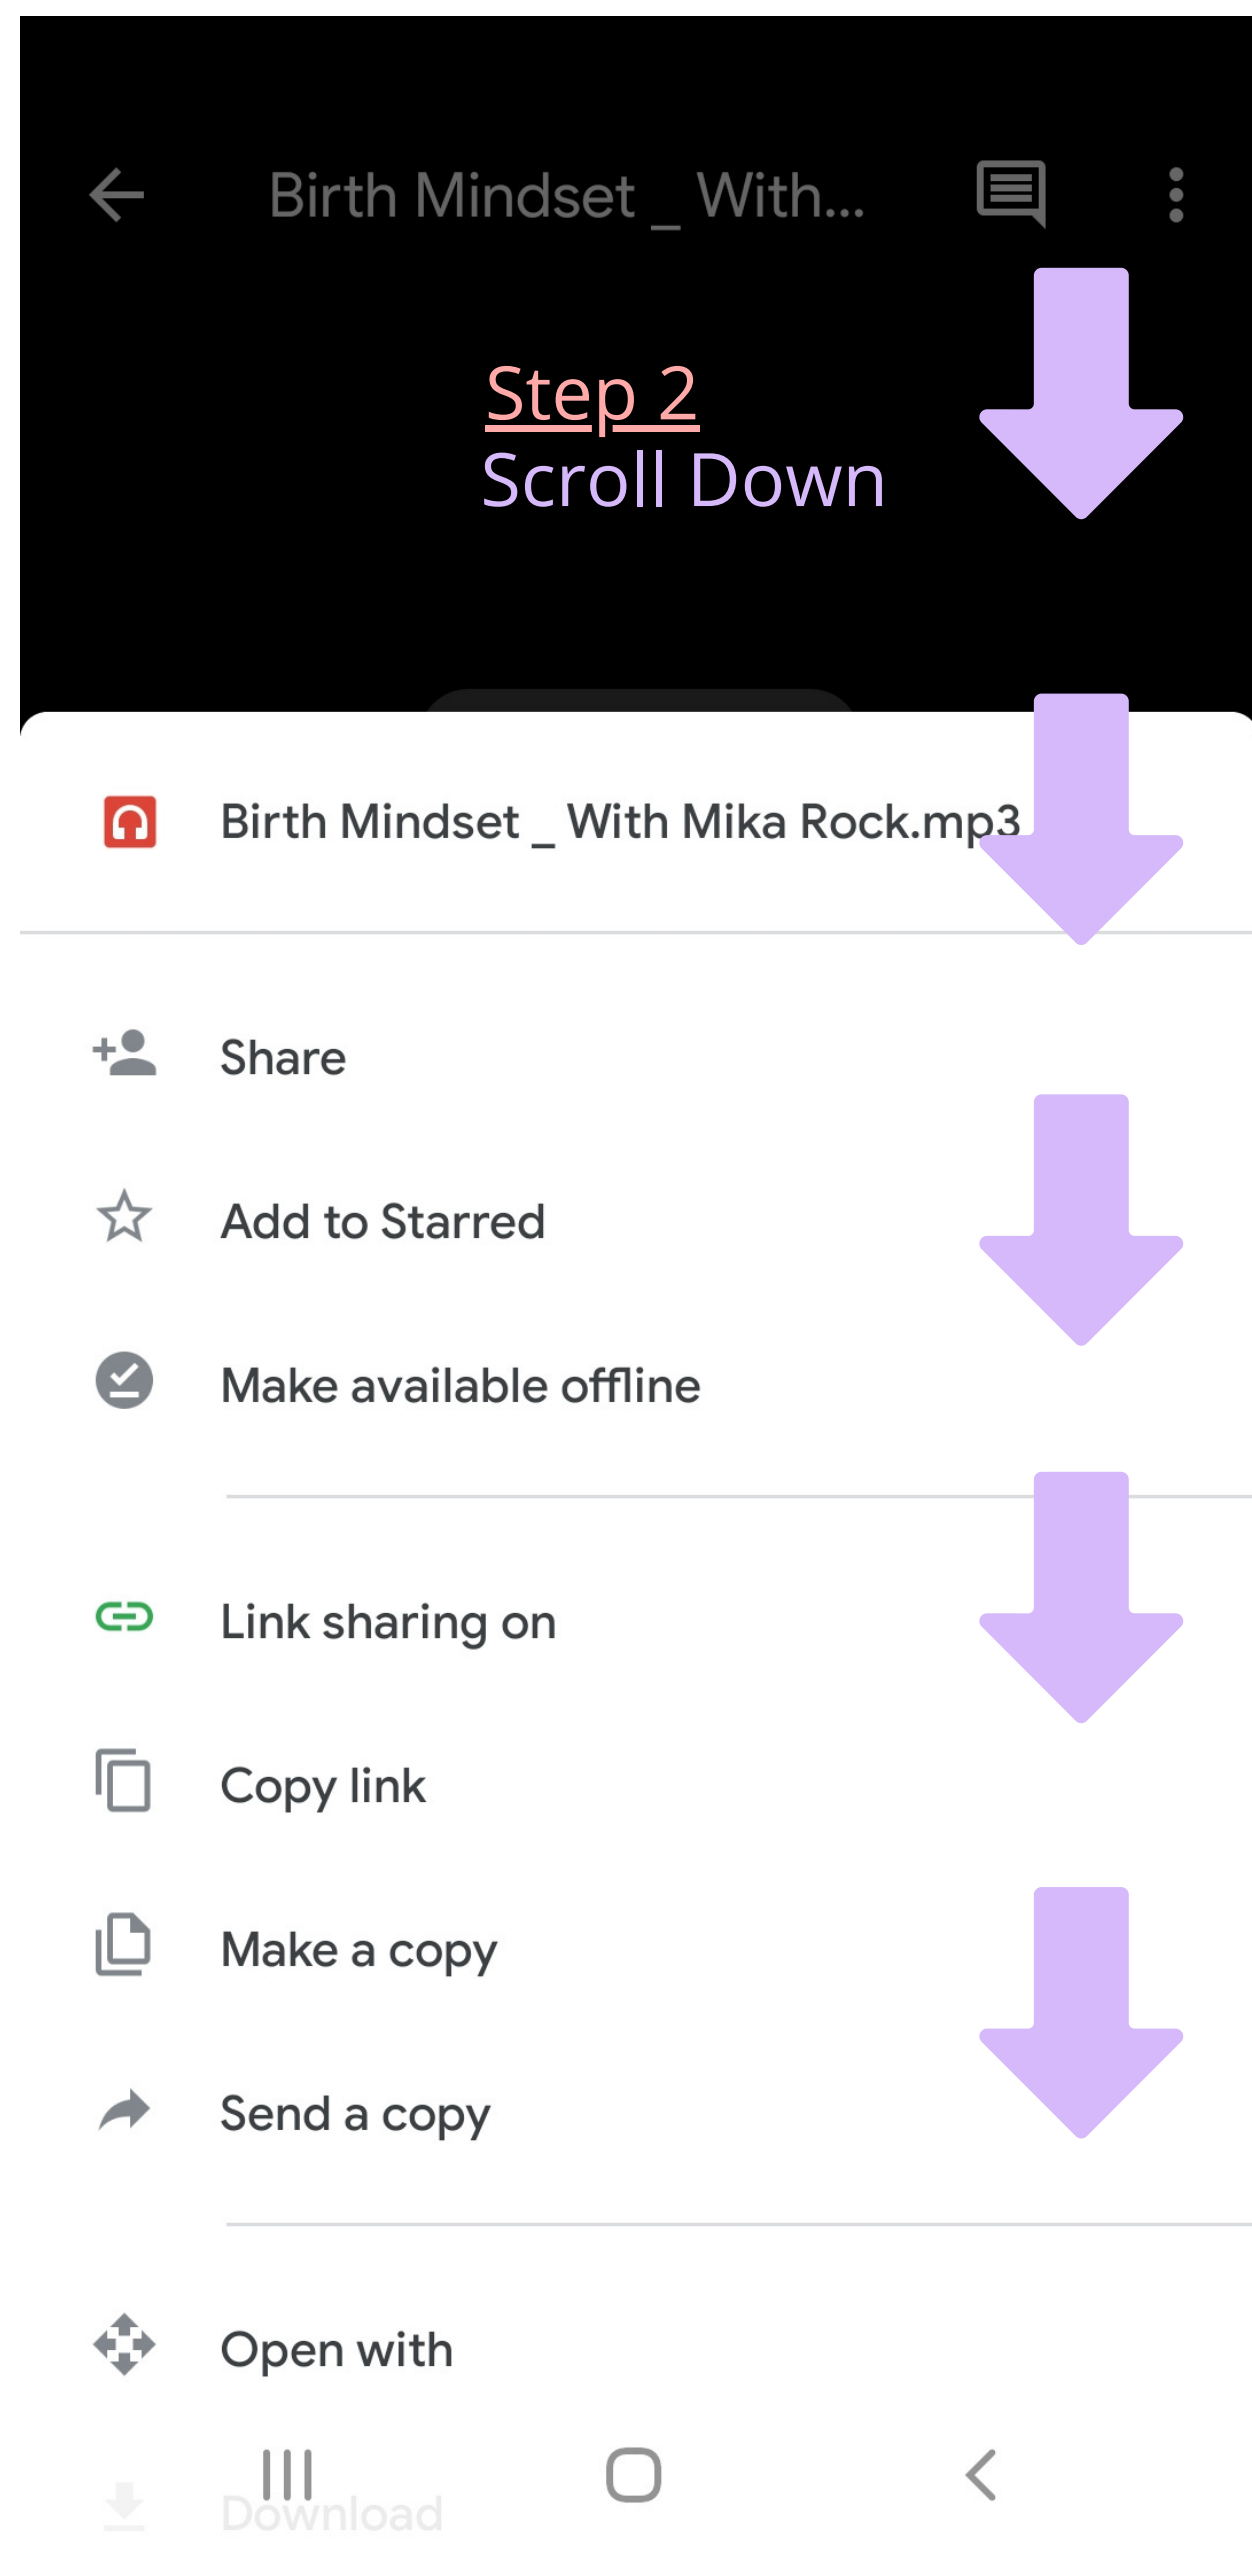 Birth Mindset _ With...
Step 2
Scroll Down
Birth Mindset _ With Mika Rock.mp3
Share
Add to Starred
Make available offline
Link sharing on
Copy link
Make a copy
Send a copy
Open with
Download